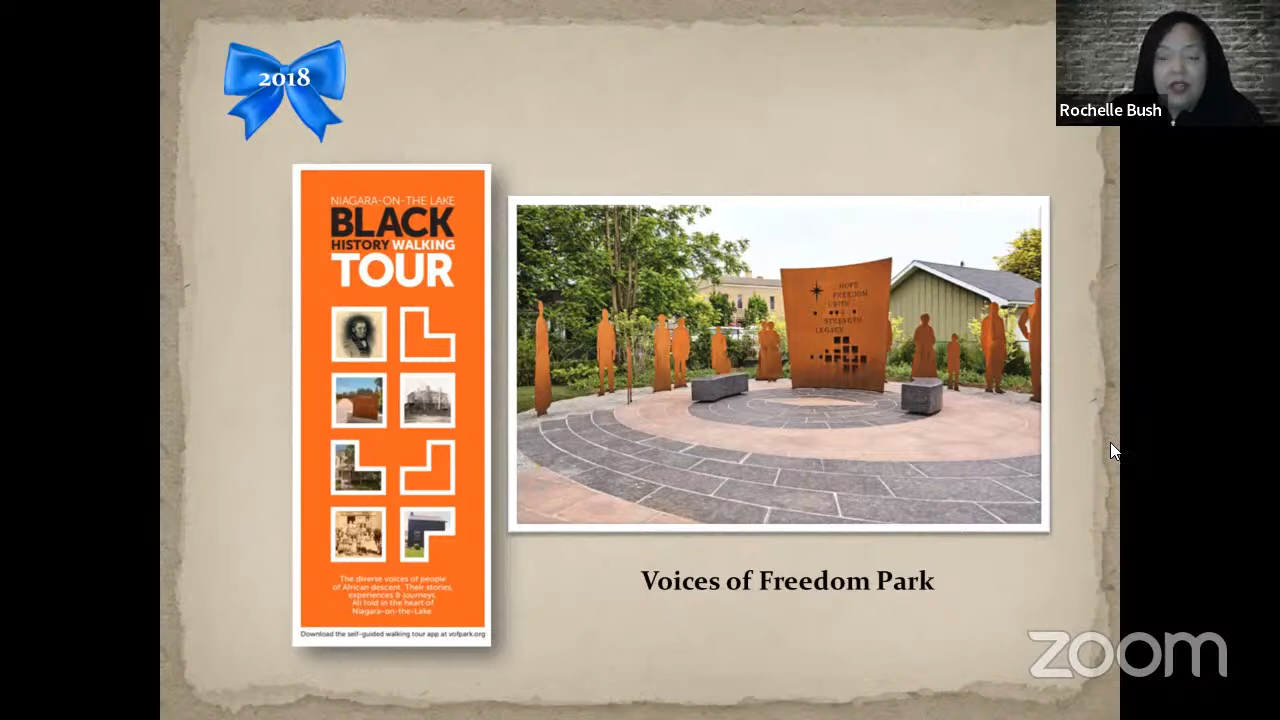 2018
Rochelle Bush
NIAGARA-ON-THE LAKE
BLACK
HISTORY WALKING
TOUR
The diverse voices of people
of African descent. Their stories,
experiences & journeys.
All told in the heart of
Niagara-on-the-Lake
Download the self-guided walking tour app at vofpark.org
HOPE
FREEDOM
UNITY
STRENGTH
LEGACY
Voices of Freedom Park
zoom